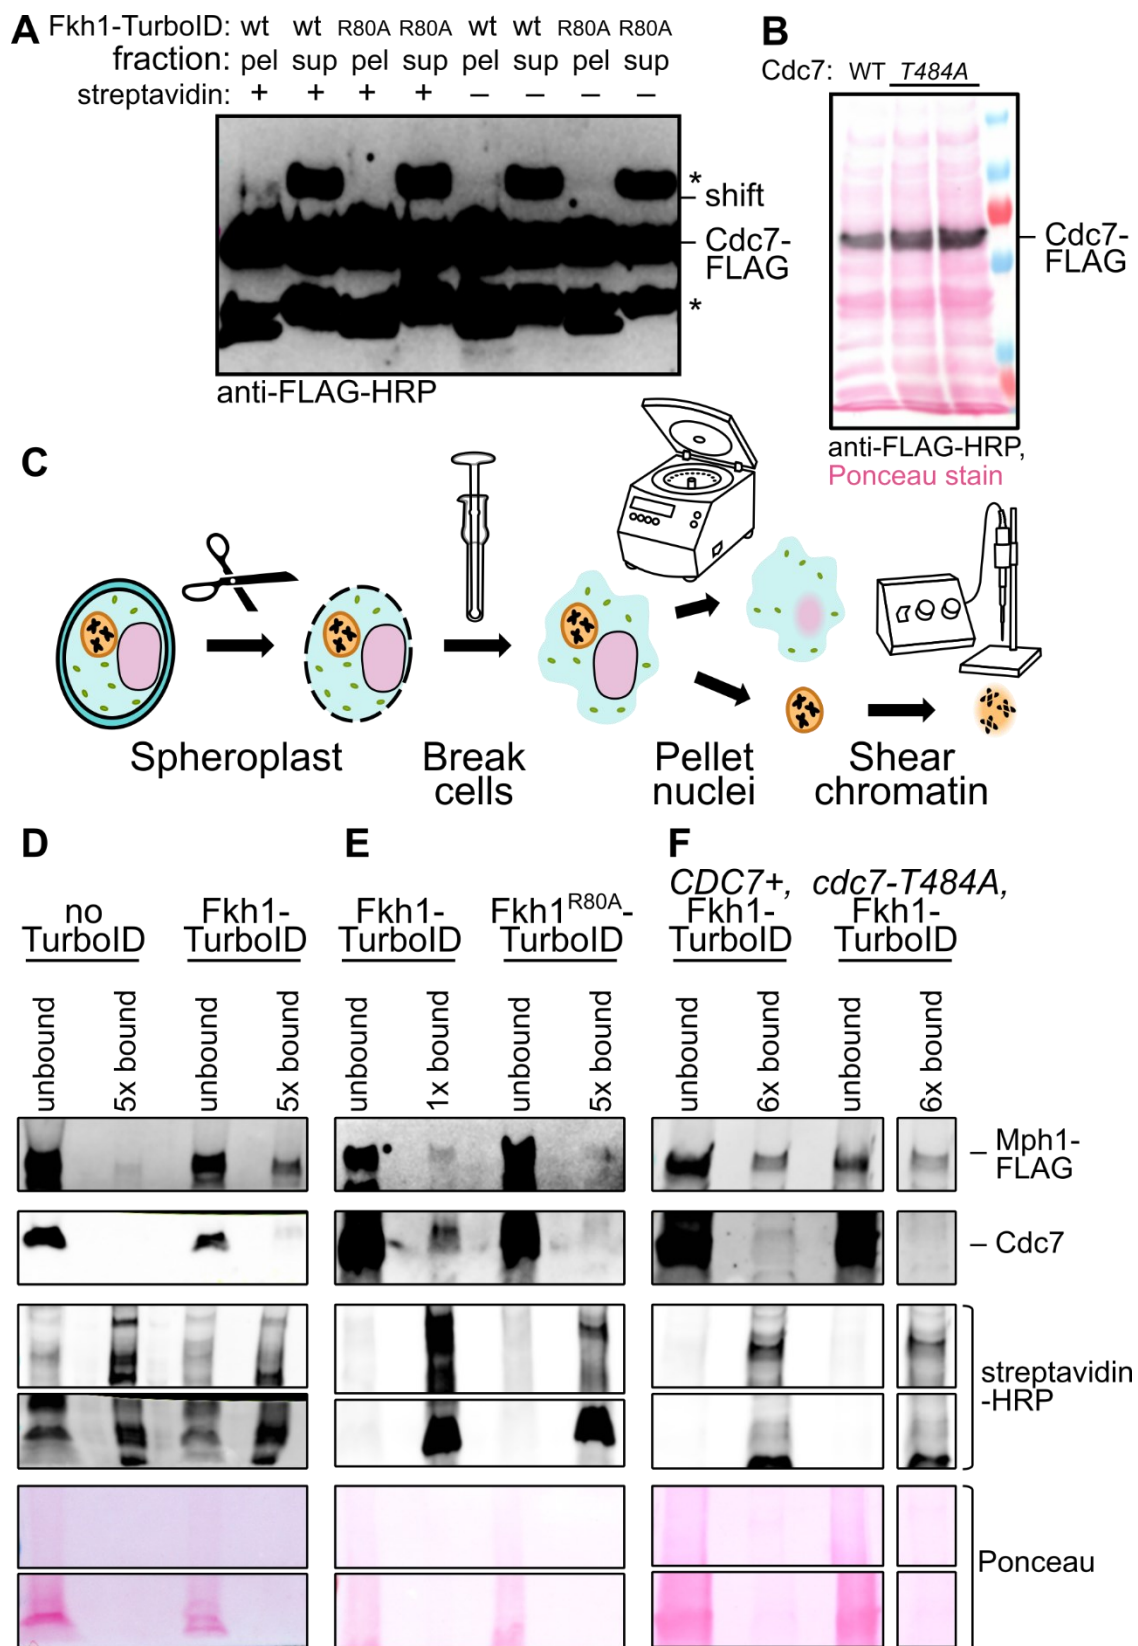 A Fkh1-TurboID: wt wt R80A R80A wt wt R80A R80A
fraction: pel sup pel sup pel sup pel sup
streptavidin: + + + + – – – –
*
shift
Cdc7-
FLAG
*
anti-FLAG-HRP
B
Cdc7: WT T484A
Cdc7-
FLAG
anti-FLAG-HRP,
Ponceau stain
C
Spheroplast
Break
cells
Pellet
nuclei
Shear
chromatin
D
no
TurboID
Fkh1-
TurboID
unbound
5x bound
unbound
5x bound
E
Fkh1-
TurboID
Fkh1R80A-
TurboID
unbound
1x bound
unbound
5x bound
F
CDC7+,
Fkh1-
TurboID
cdc7-T484A,
Fkh1-
TurboID
unbound
6x bound
unbound
6x bound
Mph1-
FLAG
Cdc7
streptavidin
-HRP
Ponceau